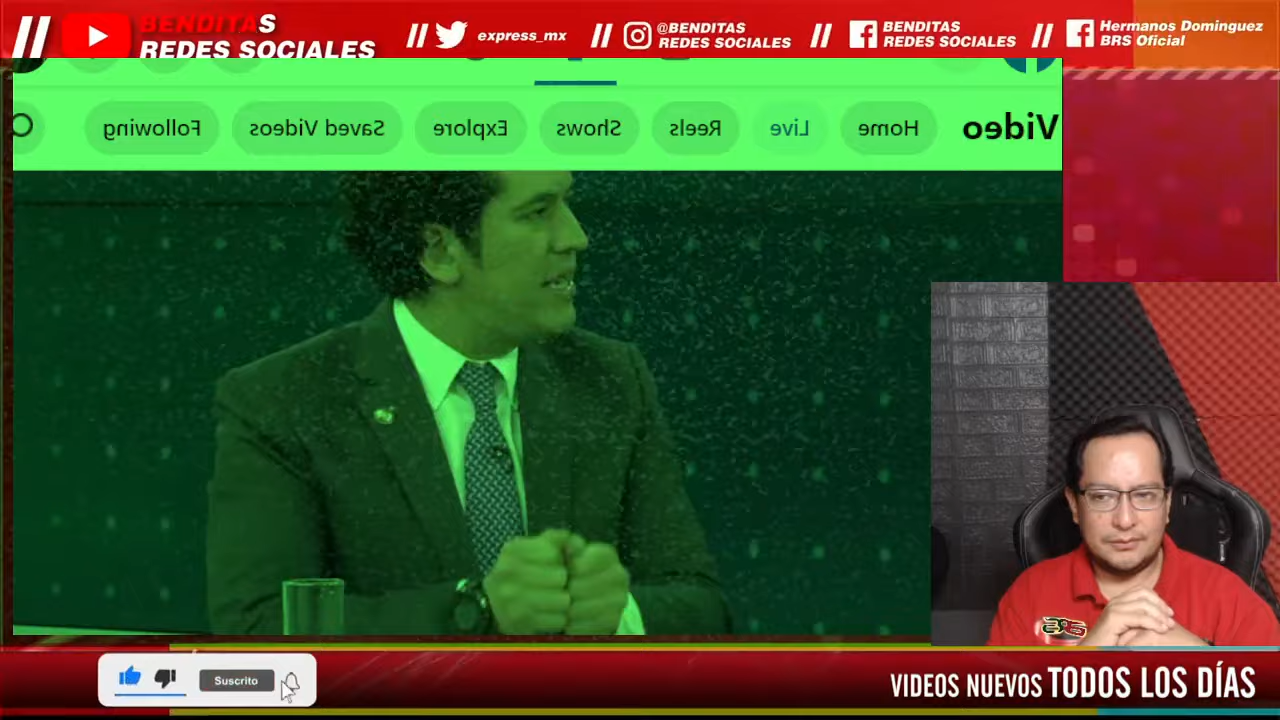 BENDITAS
REDES SOCIALES
express_mx
@BENDITAS
REDES SOCIALES
BENDITAS
REDES SOCIALES
Hermanos Dominguez
BRS Oficial
Following
Saved Videos
Explore
Shows
Reels
Live
Home
Video
Suscrito
VIDEOS NUEVOS TODOS LOS DÍAS